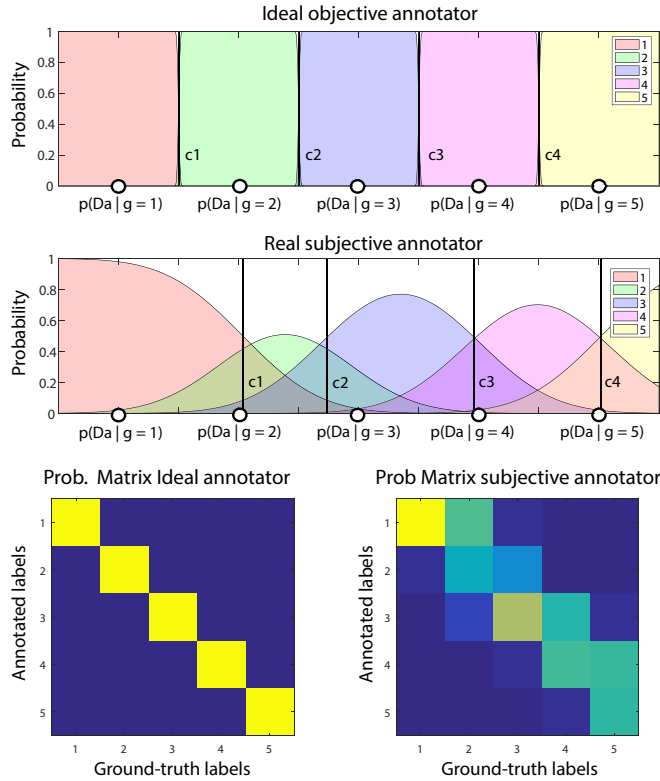 Ideal objective annotator
Probability
1
0.8
0.6
0.4
0.2
0
c1
c2
c3
c4
1
2
3
4
5
p(Da | g = 1)
p(Da | g = 2)
p(Da | g = 3)
p(Da | g = 4)
p(Da | g = 5)
Real subjective annotator
Probability
1
0.8
0.6
0.4
0.2
0
c1
c2
c3
c4
1
2
3
4
5
p(Da | g = 1)
p(Da | g = 2)
p(Da | g = 3)
p(Da | g = 4)
p(Da | g = 5)
Prob. Matrix Ideal annotator
Annotated labels
1
2
3
4
5
1 2 3 4 5
Ground-truth labels
Prob Matrix subjective annotator
Annotated labels
1
2
3
4
5
1 2 3 4 5
Ground-truth labels